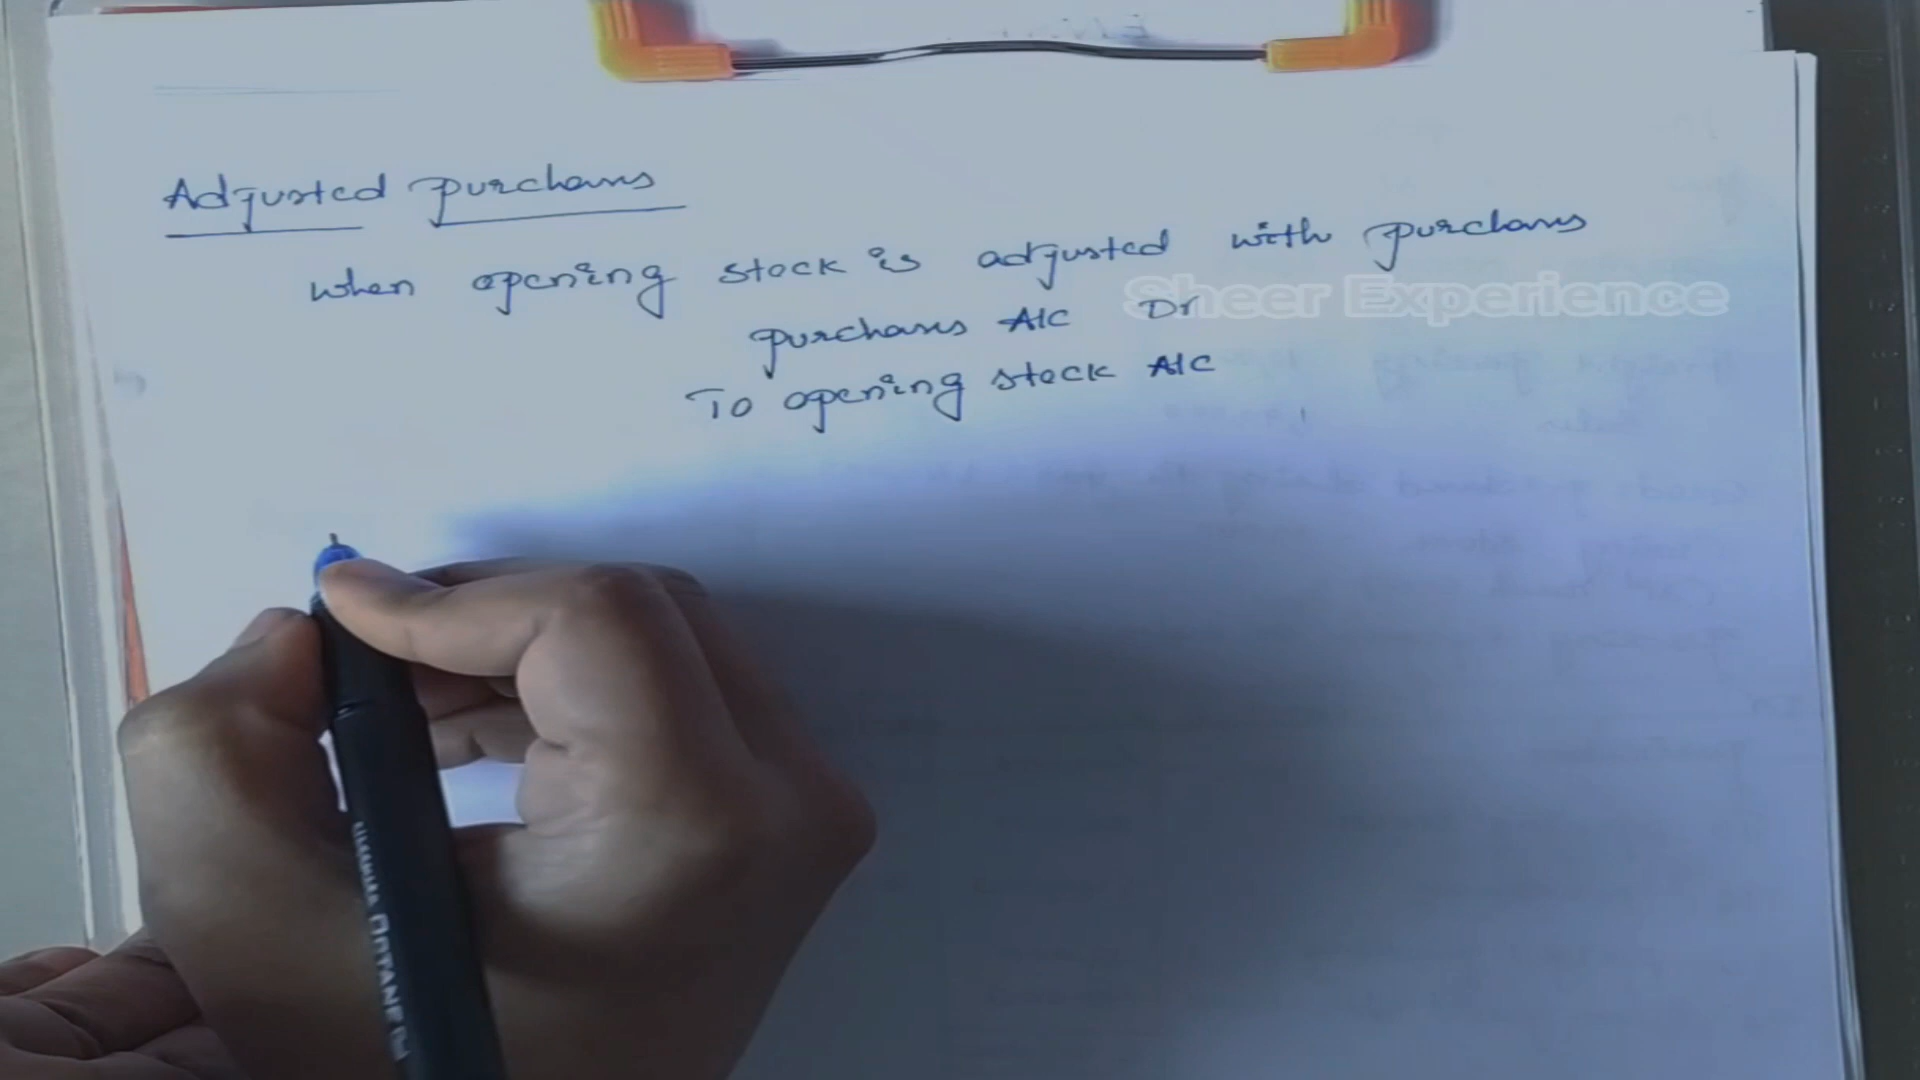 Adjusted purchases
when opening stock is adjusted with purchases
Sheer Experience
purchases A/C Dr
To opening stock A/C